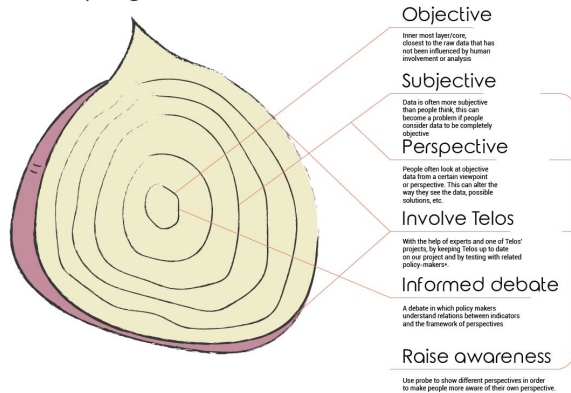 Objective
Inner most layer/core,
closest to the raw data that has
not been influenced by human
involvement or analysis
Subjective
Data is often more subjective
than people think, this can
become a problem if people
consider data to be completely
objective
Perspective
People often look at objective
data from a certain viewpoint
or perspective. This can alter the
way they see the data, possible
solutions, etc.
Involve Telos
With the help of experts and one of Telos'
projects, by keeping Telos up to date
on our project and by testing with related
policy-makers*.
Informed debate
A debate in which policy makers
understand relations between indicators
and the framework of perspectives
Raise awareness
Use probe to show different perspectives in order
to make people more aware of their own perspective.